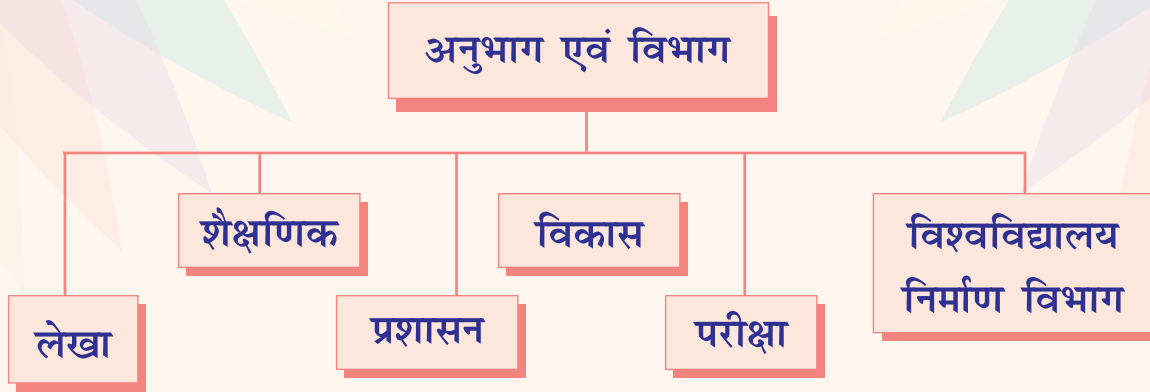 अनुभाग एवं विभाग
शैक्षणिक
विकास
विश्वविद्यालय
निर्माण विभाग
लेखा
प्रशासन
परीक्षा